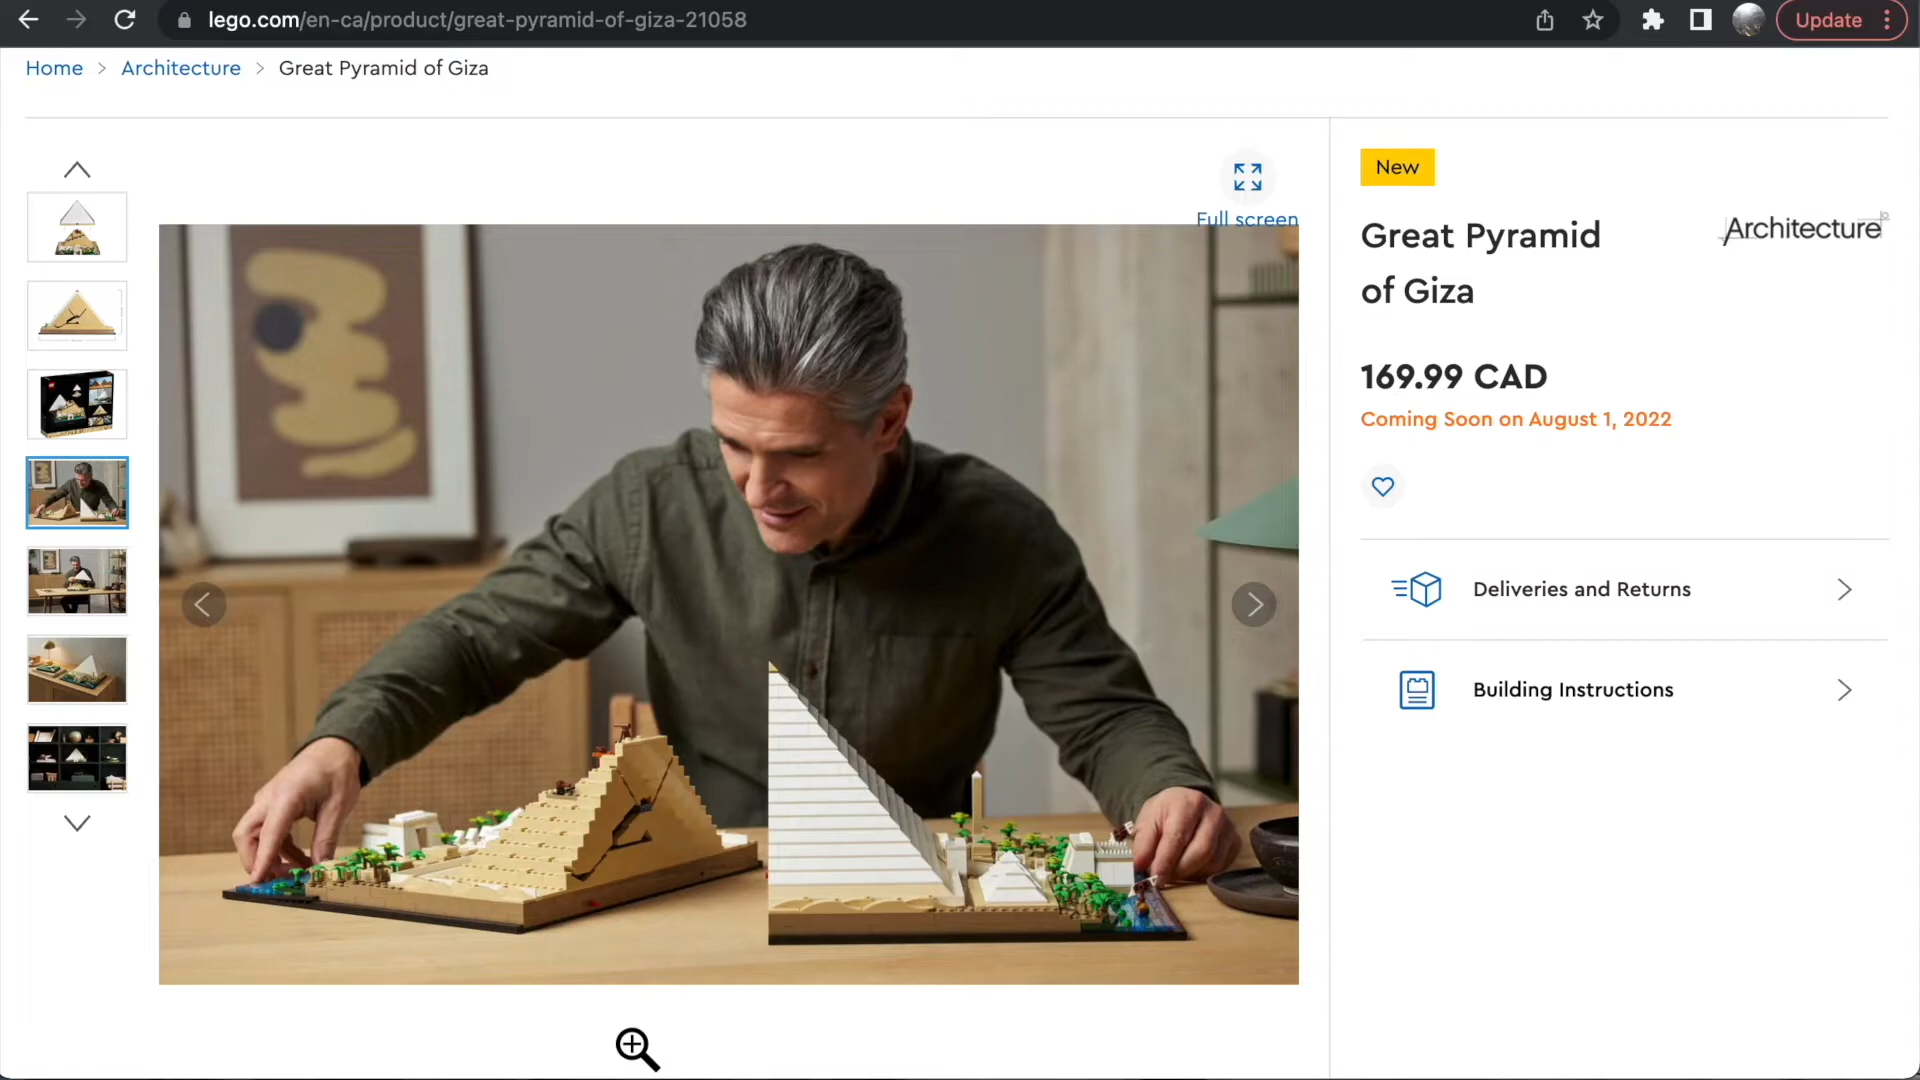 lego.com/en-ca/product/great-pyramid-of-giza-21058
Update
Home > Architecture > Great Pyramid of Giza
Full screen
New
Great Pyramid
of Giza
Architecture
169.99 CAD
Coming Soon on August 1, 2022
Deliveries and Returns
Building Instructions